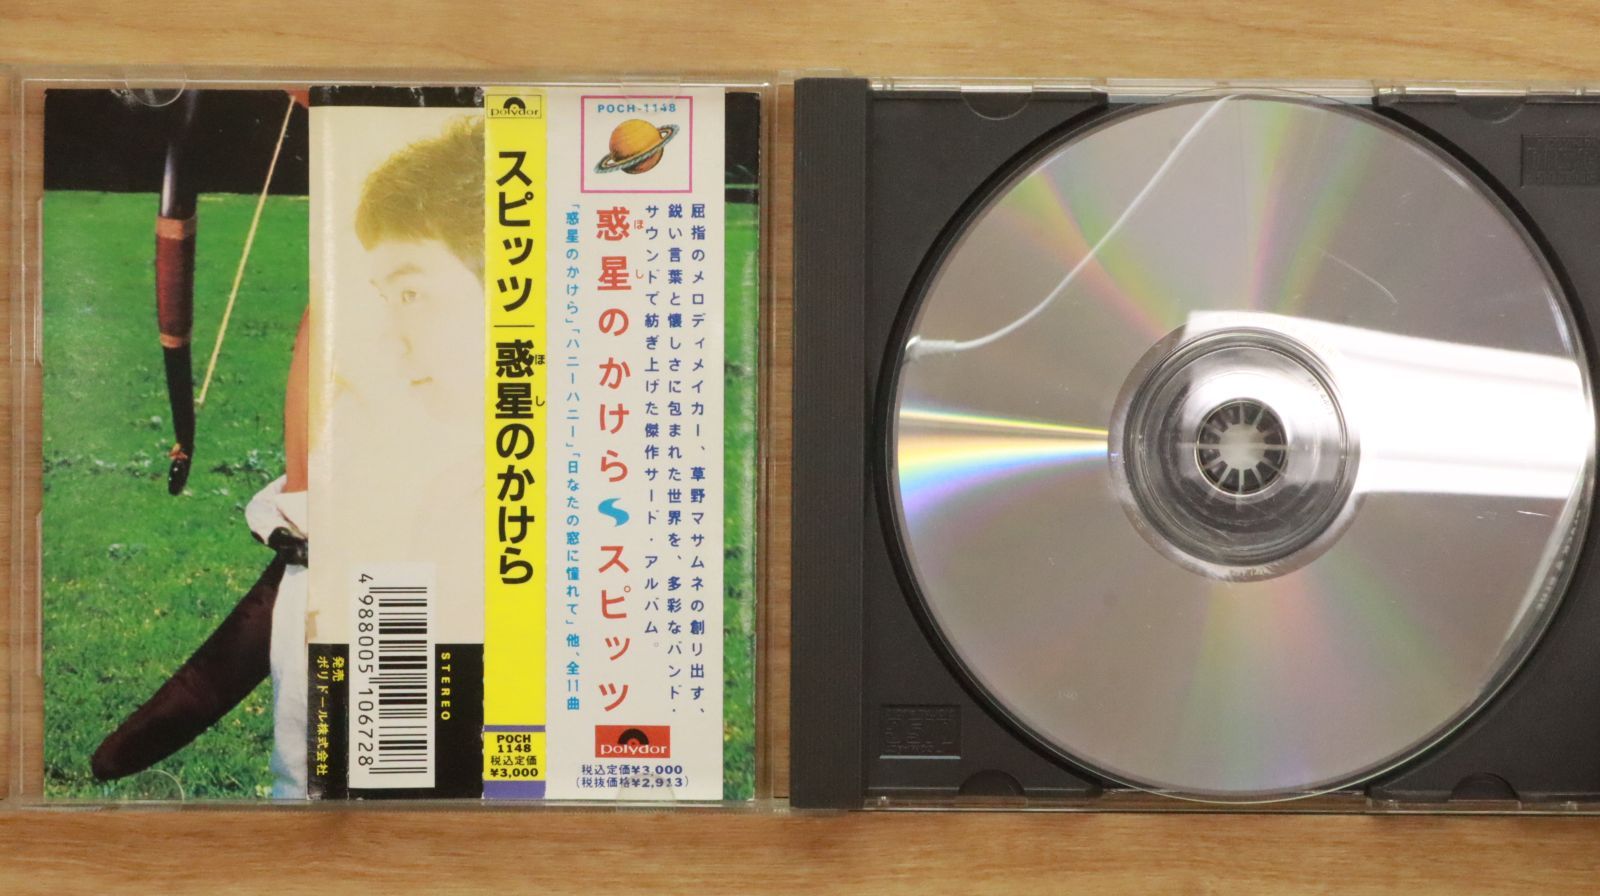 4 988005 106728
STEREO
発売
ポリドール株式会社
polydor
スピッツ│惑星のかけら
ほし
POCH
1148
税込定価
¥3,000
POCH-1148
屈指のメロディメイカー、草野マサムネの創り出す、
鋭い言葉と懐しさに包まれた世界を、多彩なバンド・
サウンドで紡ぎ上げた傑作サード・アルバム。
惑星のかけら〜スピッツ
ほし
「惑星のかけら」「ハニーハニー」「日なたの窓に憧れて」他、全11曲
polydor
税込定価¥3,000
(税抜価格¥2,913)